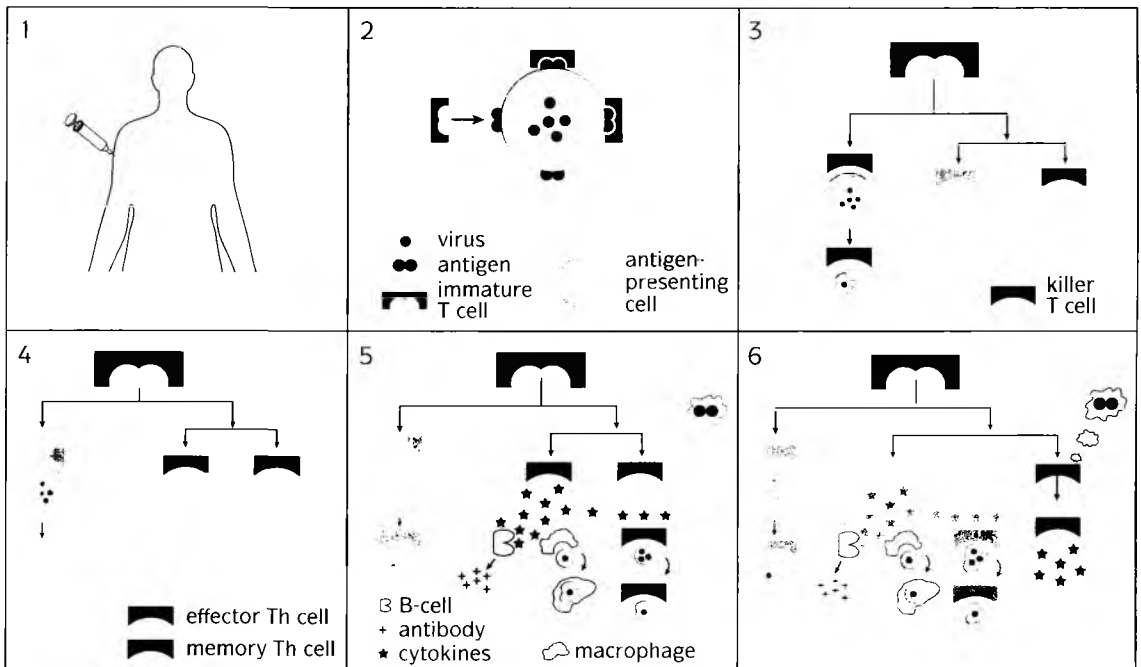 1
2
virus
antigen
immature
T cell
antigen-
presenting
cell
3
killer
T cell
4
effector Th cell
memory Th cell
5
B
B-cell
antibody
cytokines
macrophage
6
B